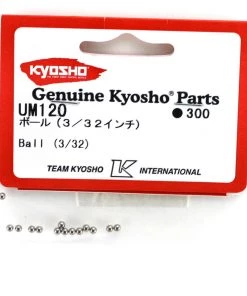 KYOSHO
Genuine Kyosho® Parts
UM120
●300
ボール(3/32インチ)
Ball (3/32)
TEAM KYOSHO K INTERNATIONAL